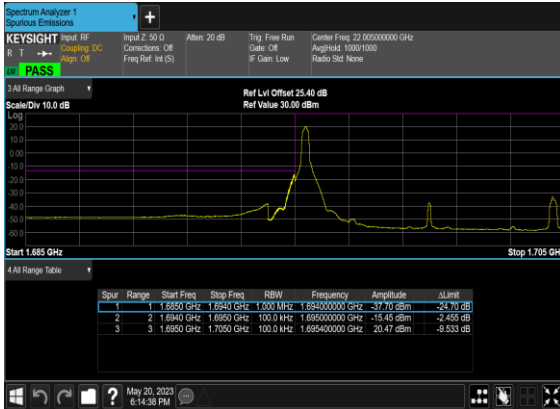 Spectrum Analyzer 1
Spurious Emissions
+
KEYSIGHT Input: RF Input Z: 50 Ω Atten: 20 dB Trig: Free Run Center Freq: 22.005000000 GHz
R T Coupling: DC Corrections: Off Gate: Off Avg|Hold: 1000/1000
Align: Off Freq Ref: Int (S) IF Gain: Low Radio Std: None
PASS
3 All Range Graph
Ref Lvl Offset 25.40 dB
Scale/Div 10.0 dB Ref Value 30.00 dBm
Log
20.0
10.0
0.00
-10.0
-20.0
-30.0
-40.0
-50.0
-60.0
Start 1.685 GHz Stop 1.705 GH
4 All Range Table
Spur Range Start Freq Stop Freq RBW Frequency Amplitude ΔLimit
1 1 1.6850 GHz 1.6940 GHz 1.000 MHz 1.694000000 GHz -37.70 dBm -24.70 dB
2 2 1.6940 GHz 1.6950 GHz 100.0 kHz 1.695000000 GHz -15.45 dBm -2.455 dB
3 3 1.6950 GHz 1.7050 GHz 100.0 kHz 1.695400000 GHz 20.47 dBm -9.533 dB
? May 20, 2023
6:14:38 PM